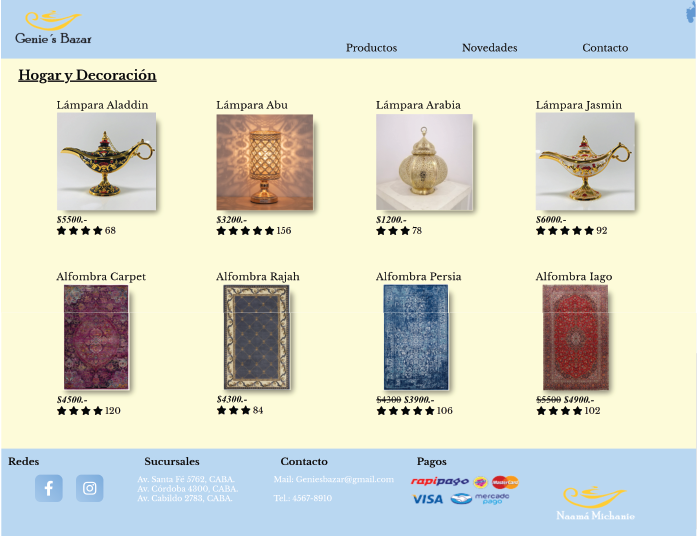 Genie´s Bazar
Productos
Novedades
Contacto
Hogar y Decoración
Lámpara Aladdin
Lámpara Abu
Lámpara Arabia
Lámpara Jasmin
$5500.-
$3200.-
$1200.-
$6000.-
68
156
78
92
Alfombra Carpet
Alfombra Rajah
Alfombra Persia
Alfombra Iago
$4500.-
$4300.-
$4300 $3900.-
$5500 $4900.-
120
84
106
102
Redes
Sucursales
Contacto
Pagos
Av. Santa Fé 5762, CABA.
Av. Córdoba 4300, CABA.
Av. Cabildo 2783, CABA.
Mail: Geniesbazar@gmail.com
Tel.: 4567-8910
rapipago
MasterCard
VISA
mercado
pago
Naamá Michanie